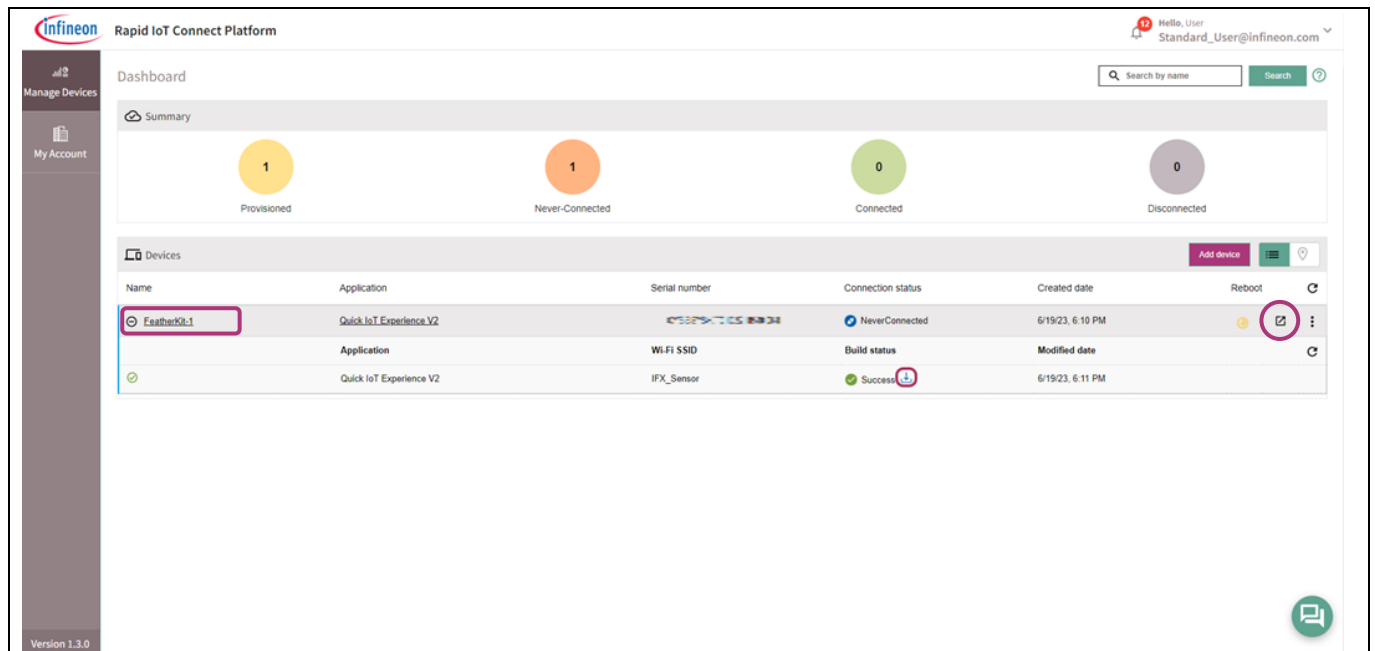 infineon
Rapid IoT Connect Platform
12
Hello, User
Standard_User@infineon.com
Manage Devices
My Account
Dashboard
Search by name
Search
Summary
1
1
0
0
Provisioned
Never-Connected
Connected
Disconnected
Devices
Add device
Name Application Serial number Connection status Created date Reboot
FeatherKit-1 Quick IoT Experience V2 NeverConnected 6/19/23, 6:10 PM
Application Wi-Fi SSID Build status Modified date
Quick IoT Experience V2 IFX_Sensor Success 6/19/23, 6:11 PM
Version 1.3.0